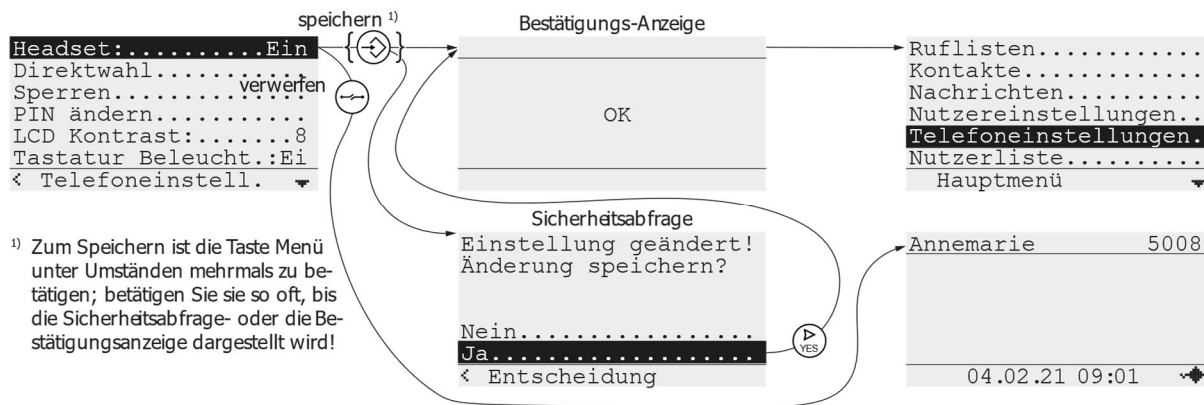 speichern 1)
verwerfen
Headset:..........Ein
Direktwahl...........
Sperren..............
PIN ändern...........
LCD Kontrast:.......8
Tastatur Beleucht.:Ei
< Telefoneinstell.
1) Zum Speichern ist die Taste Menü
unter Umständen mehrmals zu be-
tätigen; betätigen Sie sie so oft, bis
die Sicherheitsabfrage- oder die Be-
stätigungsanzeige dargestellt wird!
Bestätigungs-Anzeige
OK
Sicherheitsabfrage
Einstellung geändert!
Änderung speichern?
Nein.................
Ja...................
< Entscheidung
YES
Ruflisten............
Kontakte.............
Nachrichten..........
Nutzereinstellungen..
Telefoneinstellungen.
Nutzerliste..........
Hauptmenü
Annemarie 5008
04.02.21 09:01